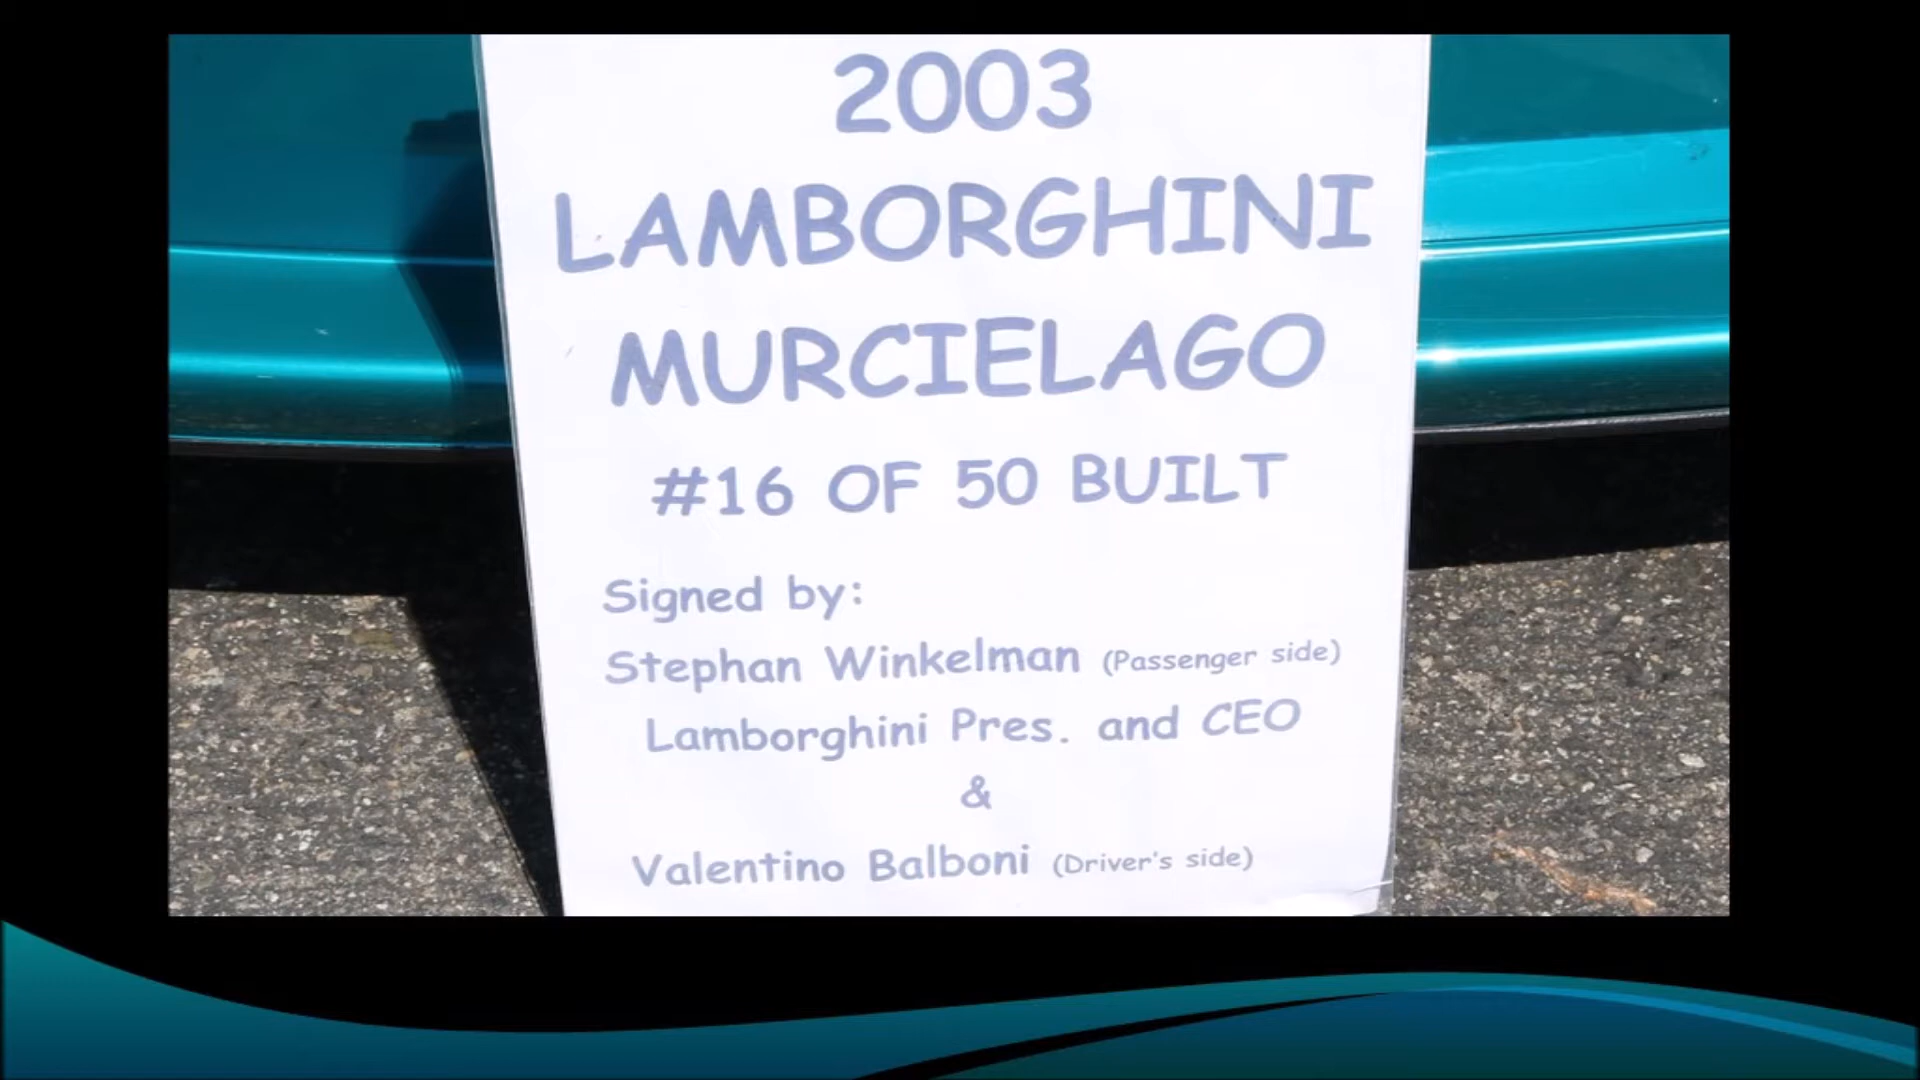 2003
LAMBORGHINI
MURCIELAGO
#16 OF 50 BUILT
Signed by:
Stephan Winkelman (Passenger side)
Lamborghini Pres. and CEO
&
Valentino Balboni (Driver's side)